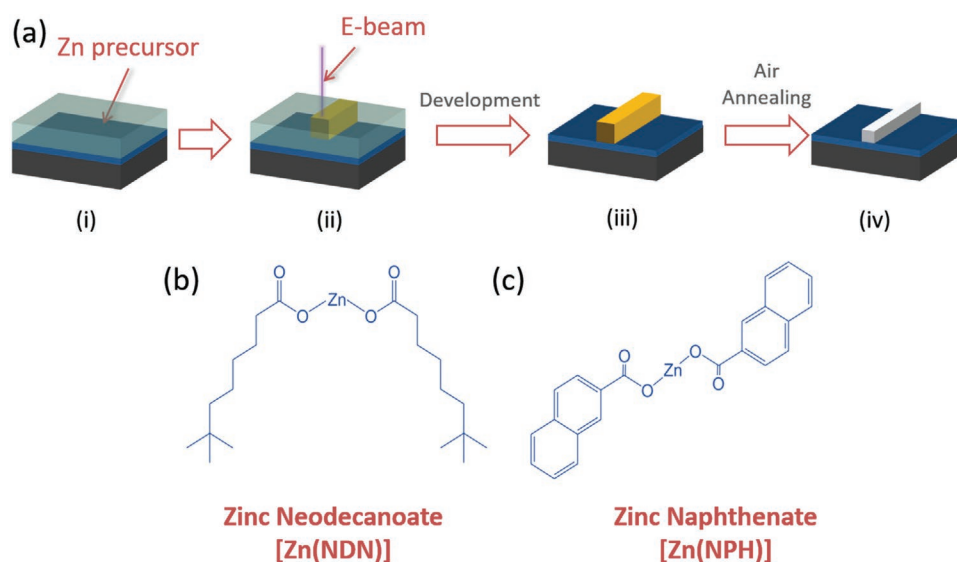 (a)
Zn precursor
E-beam
Development
Air
Annealing
(i)
(ii)
(iii)
(iv)
(b)
O
O
Zn
O
O
(c)
O
O
Zn
O
O
Zinc Neodecanoate
[Zn(NDN)]
Zinc Naphthenate
[Zn(NPH)]